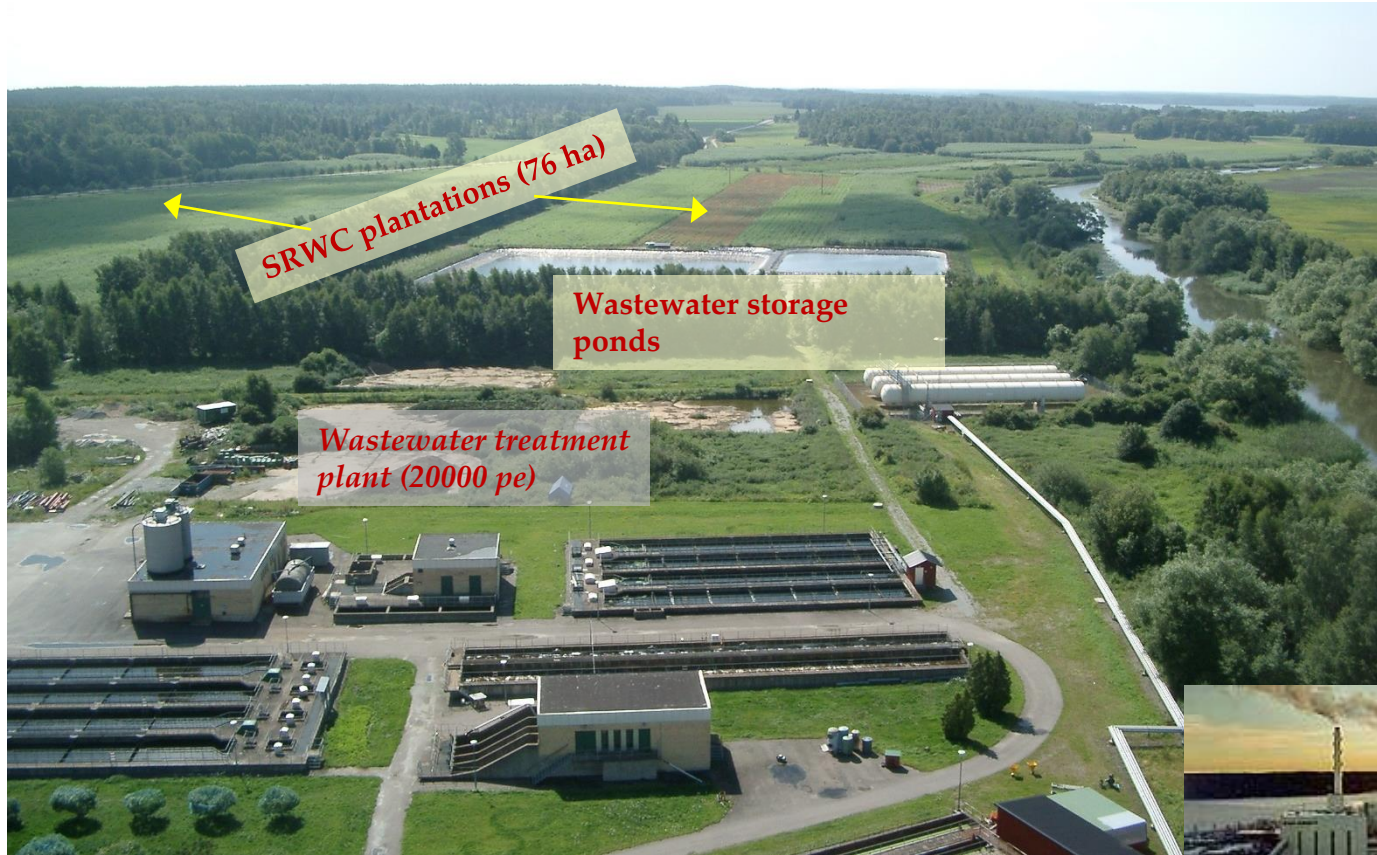 SRWC plantations (76 ha)
Wastewater storage
ponds
Wastewater treatment
plant (20000 pe)